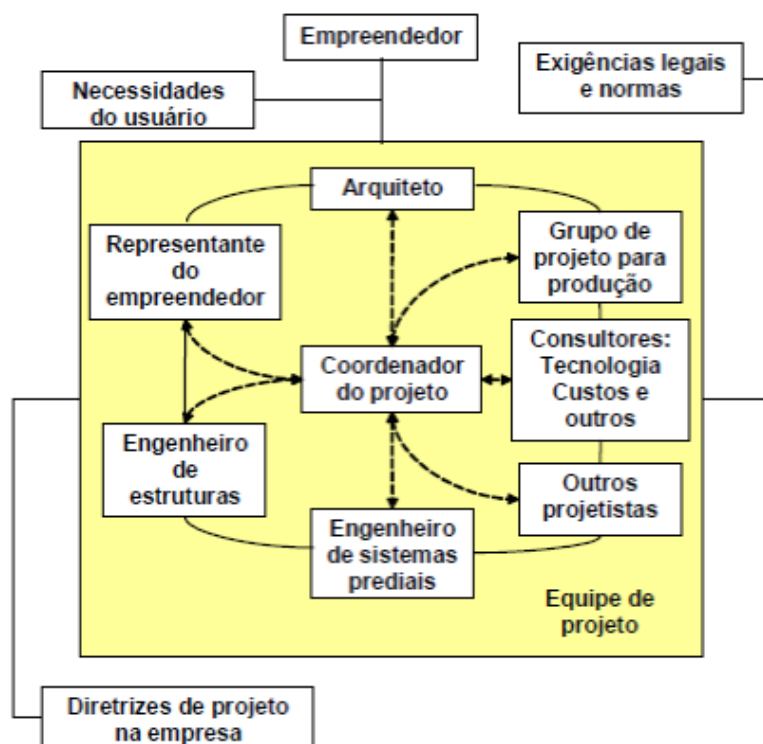 Empreendedor
Exigências legais
e normas
Necessidades
do usuário
Arquiteto
Representante
do
empreendedor
Grupo de
projeto para
produção
Coordenador
do projeto
Consultores:
Tecnologia
Custos e
outros
Engenheiro
de
estruturas
Outros
projetistas
Engenheiro
de sistemas
prediais
Equipe de
projeto
Diretrizes de projeto
na empresa